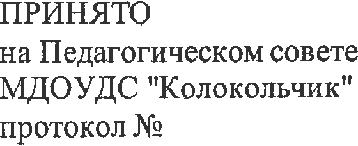 ПРИНЯТО
на Педагогическом совете
МДОУДС "Колокольчик"
протокол №